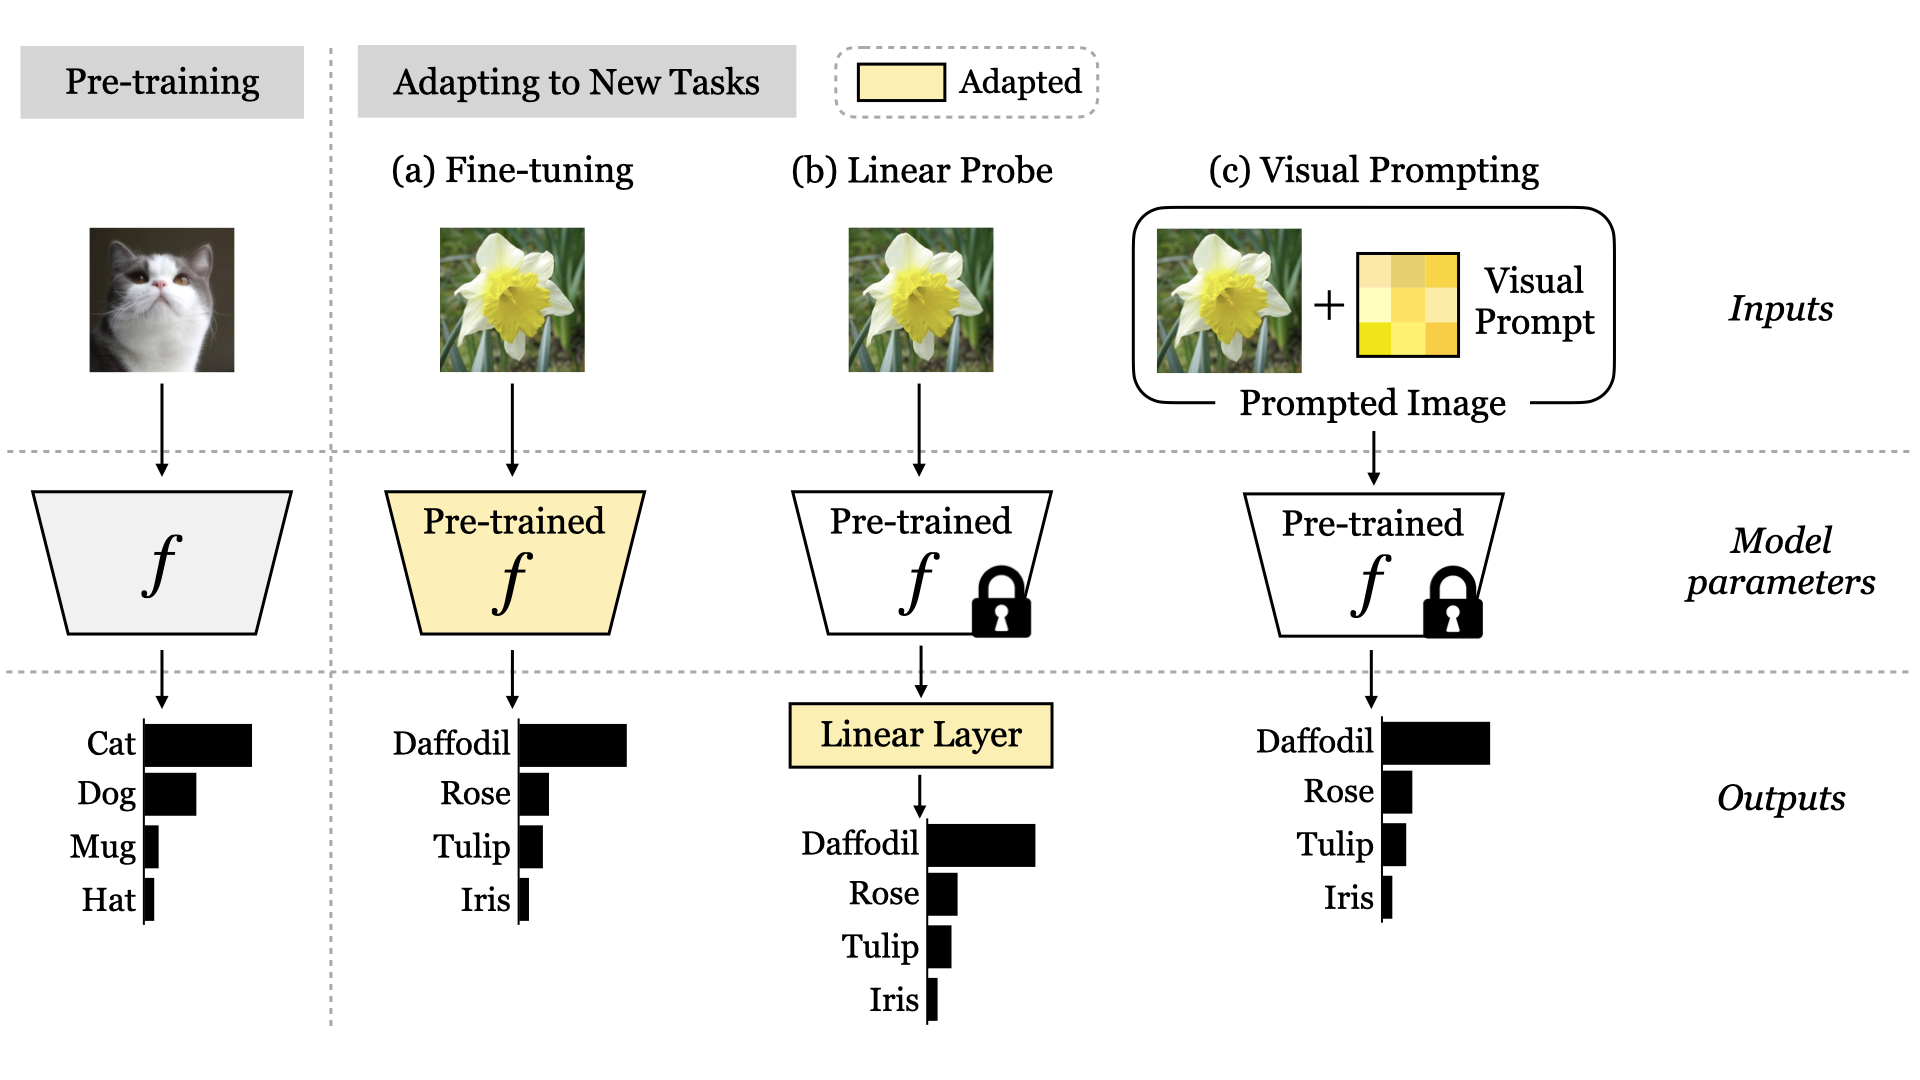 Pre-training
Adapting to New Tasks
Adapted
(a) Fine-tuning
(b) Linear Probe
(c) Visual Prompting
+
Visual
Prompt
Prompted Image
Inputs
f
Pre-trained
f
Pre-trained
f
Pre-trained
f
Model
parameters
Cat
Dog
Mug
Hat
Daffodil
Rose
Tulip
Iris
Linear Layer
Daffodil
Rose
Tulip
Iris
Daffodil
Rose
Tulip
Iris
Outputs